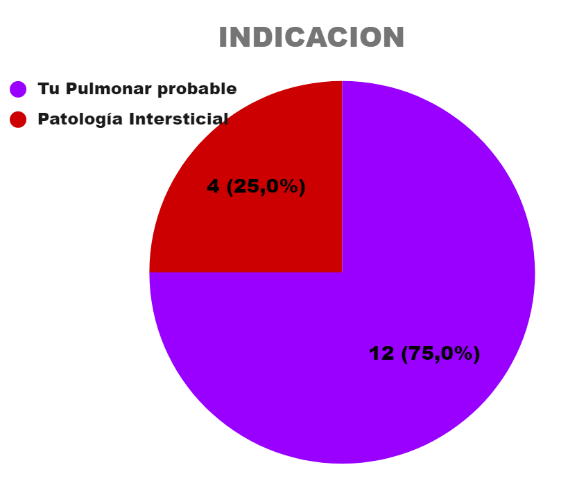 INDICACION
Tu Pulmonar probable
Patología Intersticial
4 (25,0%)
12 (75,0%)